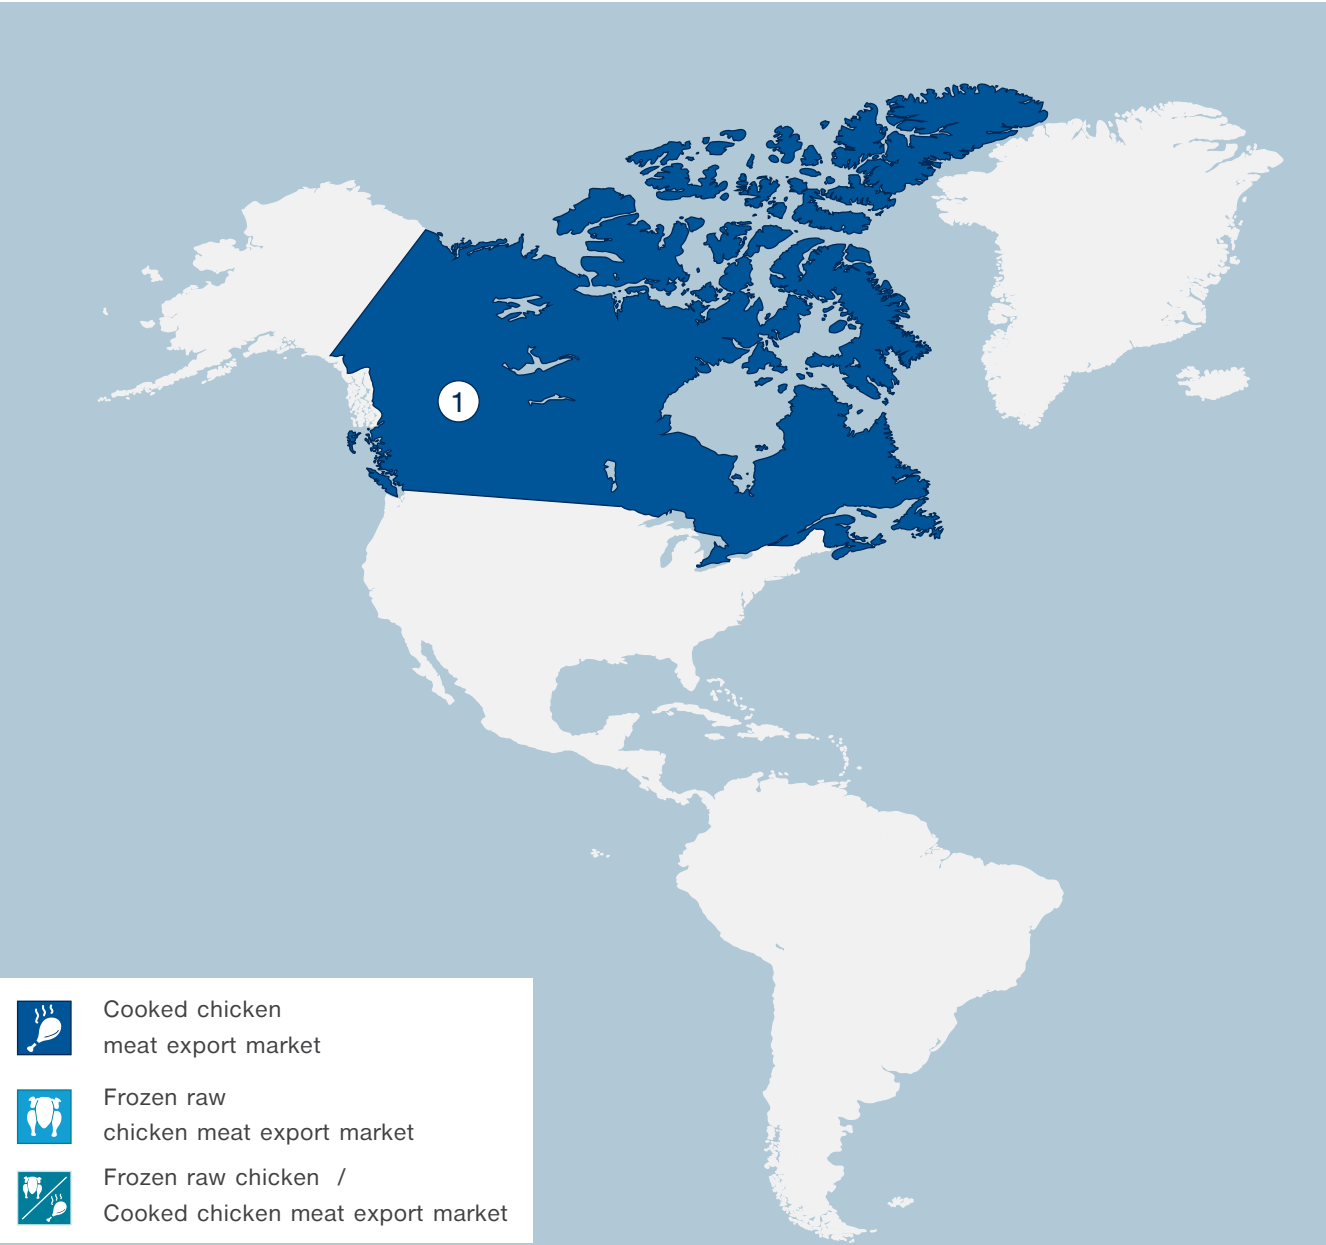 1
Cooked chicken
meat export market
Frozen raw
chicken meat export market
Frozen raw chicken /
Cooked chicken meat export market